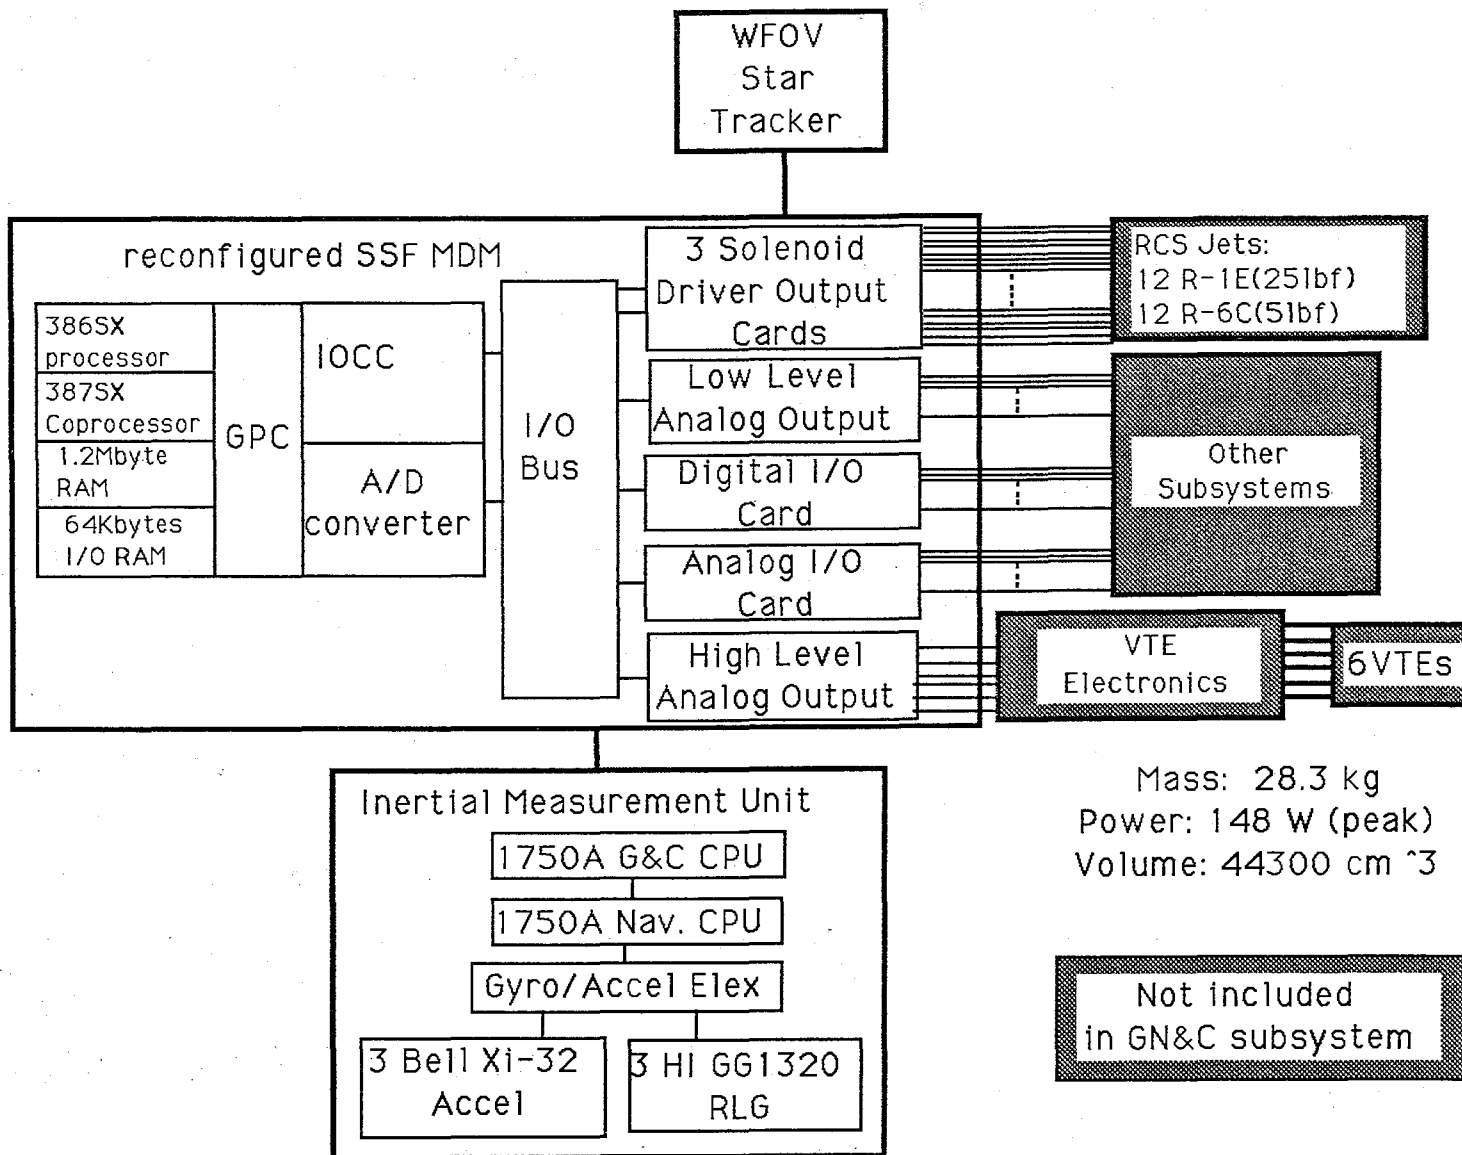 WFOV
Star
Tracker
reconfigured SSF MDM
386SX
processor
387SX
Coprocessor
1.2Mbyte
RAM
64Kbytes
I/O RAM
GPC
IOCC
A/D
converter
I/O
Bus
3 Solenoid
Driver Output
Cards
Low Level
Analog Output
Digital I/O
Card
Analog I/O
Card
High Level
Analog Output
RCS Jets:
12 R-1E(25lbf)
12 R-6C(5lbf)
Other
Subsystems
VTE
Electronics
6VTEs
Inertial Measurement Unit
1750A G&C CPU
1750A Nav. CPU
Gyro/Accel Elex
3 Bell Xi-32
Accel
3 HI GG1320
RLG
Mass: 28.3 kg
Power: 148 W (peak)
Volume: 44300 cm ^3
Not included
in GN&C subsystem